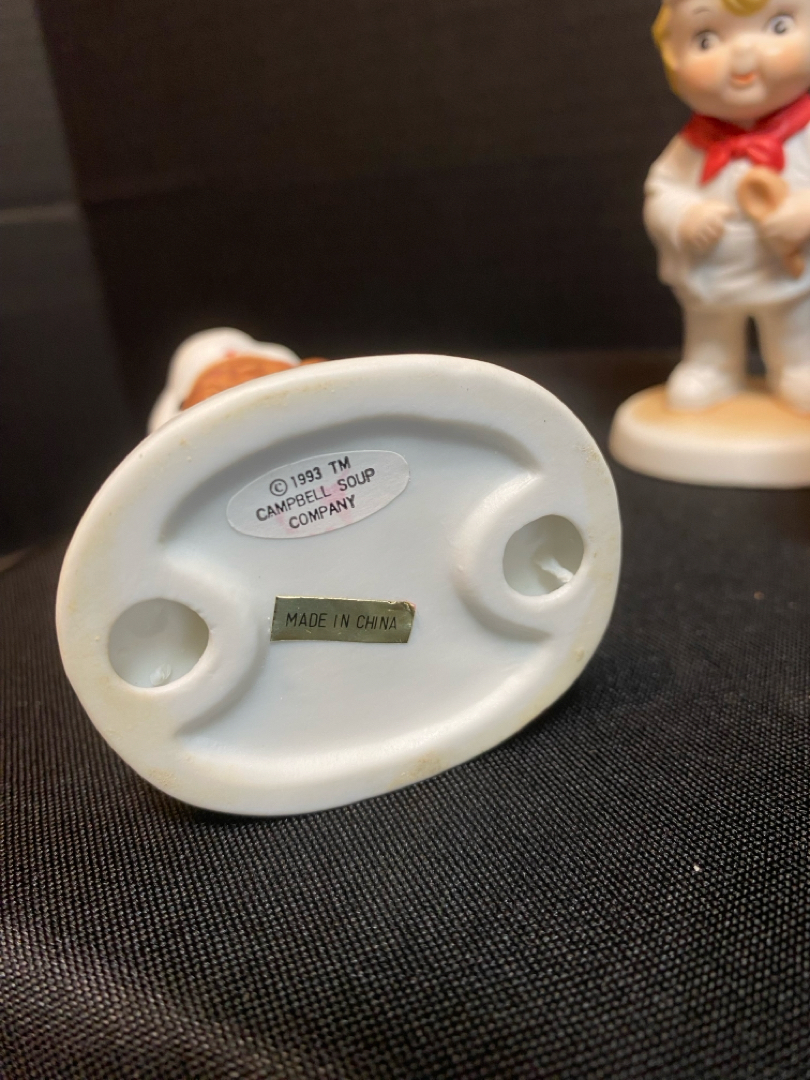 © 1993 TM
CAMPBELL SOUP
COMPANY
MADE IN CHINA